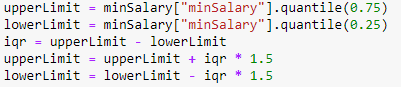 upperLimit = minSalary["minSalary"].quantile(0.75)
lowerLimit = minSalary["minSalary"].quantile(0.25)
iqr = upperLimit - lowerLimit
upperLimit = upperLimit + iqr * 1.5
lowerLimit = lowerLimit - iqr * 1.5